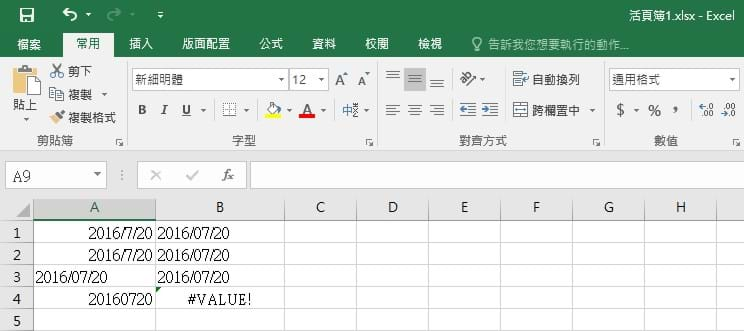 活頁簿1.xlsx - Excel
檔案 常用 插入 版面配置 公式 資料 校閱 檢視 告訴我您想要執行的動作...
貼上 剪下 複製 複製格式 剪貼簿
新細明體 12 A A
B I U A 中 字型
自動換列 跨欄置中 對齊方式
通用格式
$ % , .00 .0 數值
A9 fx
A B C D E F G H
1 2016/7/20 2016/07/20
2 2016/7/20 2016/07/20
3 2016/07/20 2016/07/20
4 20160720 #VALUE!
5